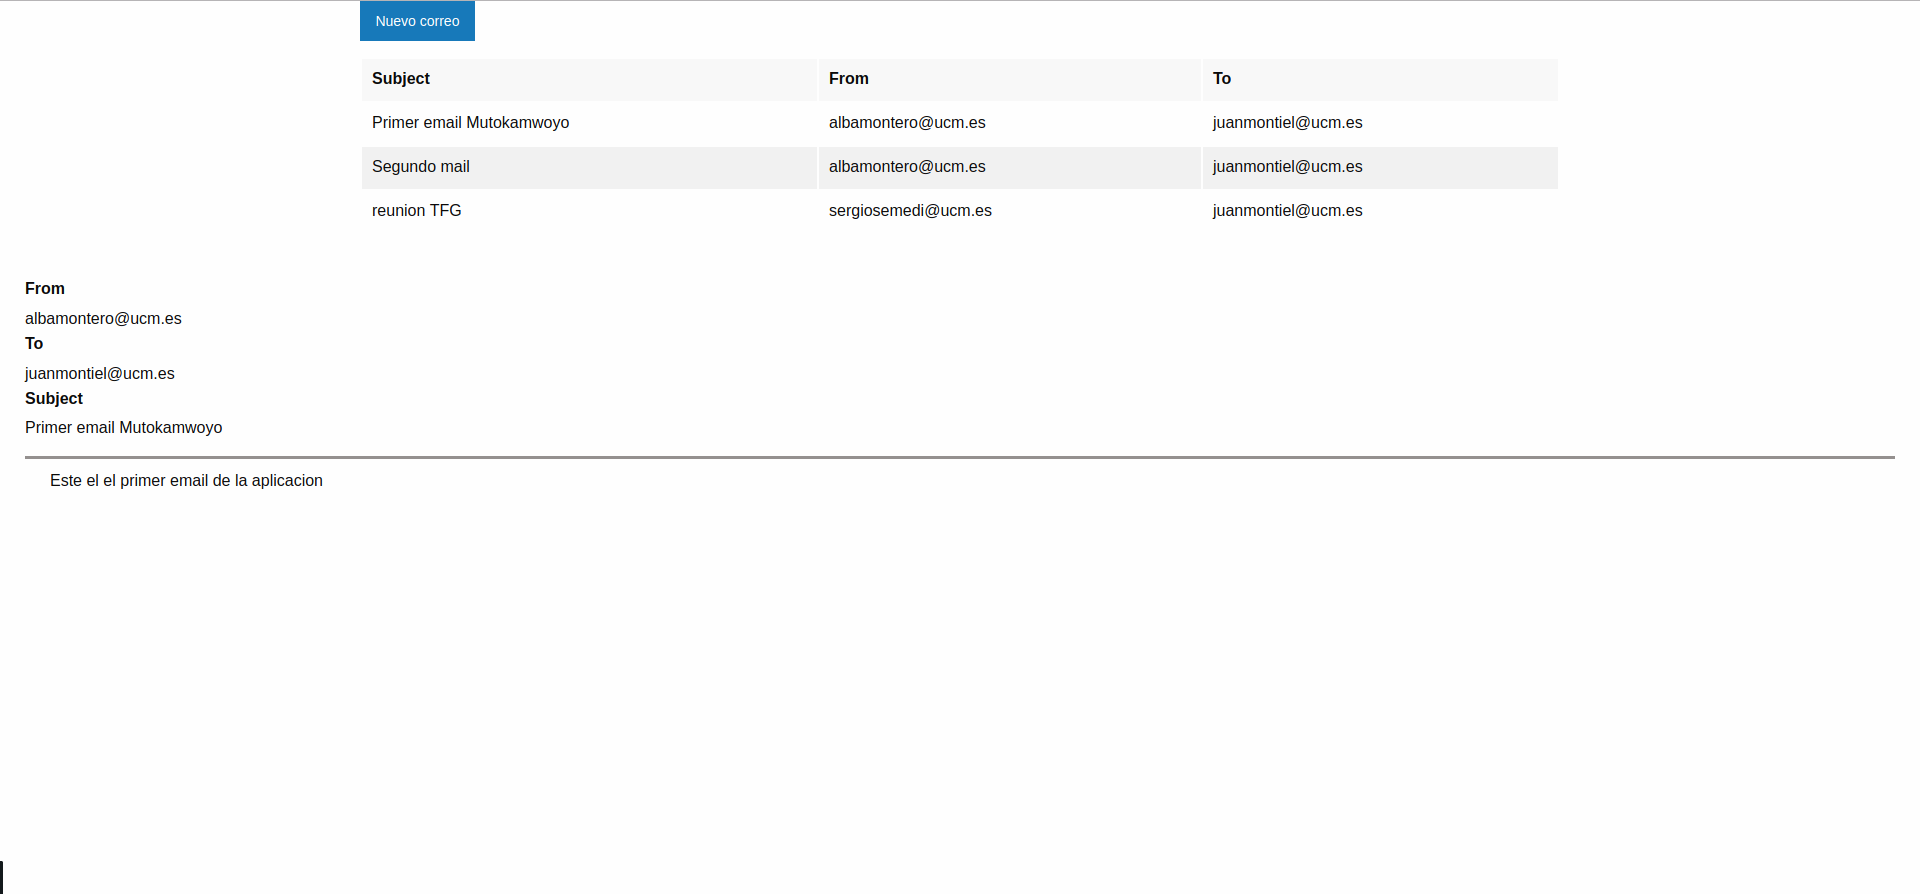 Nuevo correo
Subject From To
Primer email Mutokamwoyo albamontero@ucm.es juanmontiel@ucm.es
Segundo mail albamontero@ucm.es juanmontiel@ucm.es
reunion TFG sergiosemedi@ucm.es juanmontiel@ucm.es
From
albamontero@ucm.es
To
juanmontiel@ucm.es
Subject
Primer email Mutokamwoyo
Este el el primer email de la aplicacion